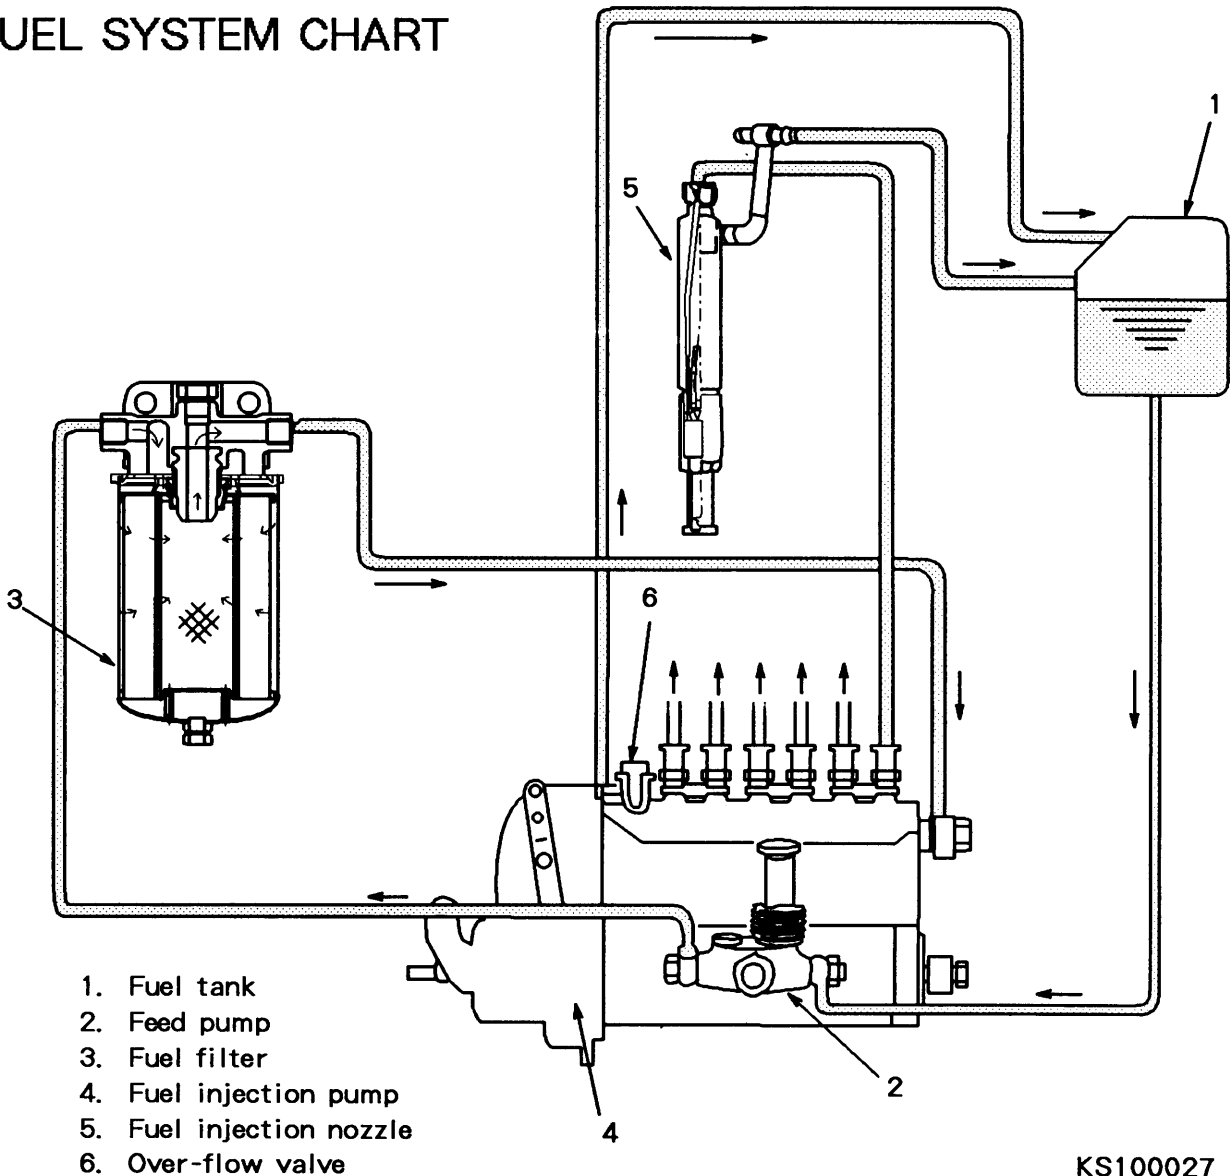 UEL SYSTEM CHART
1
5
3
6
2
4
1. Fuel tank
2. Feed pump
3. Fuel filter
4. Fuel injection pump
5. Fuel injection nozzle
6. Over-flow valve
KS100027